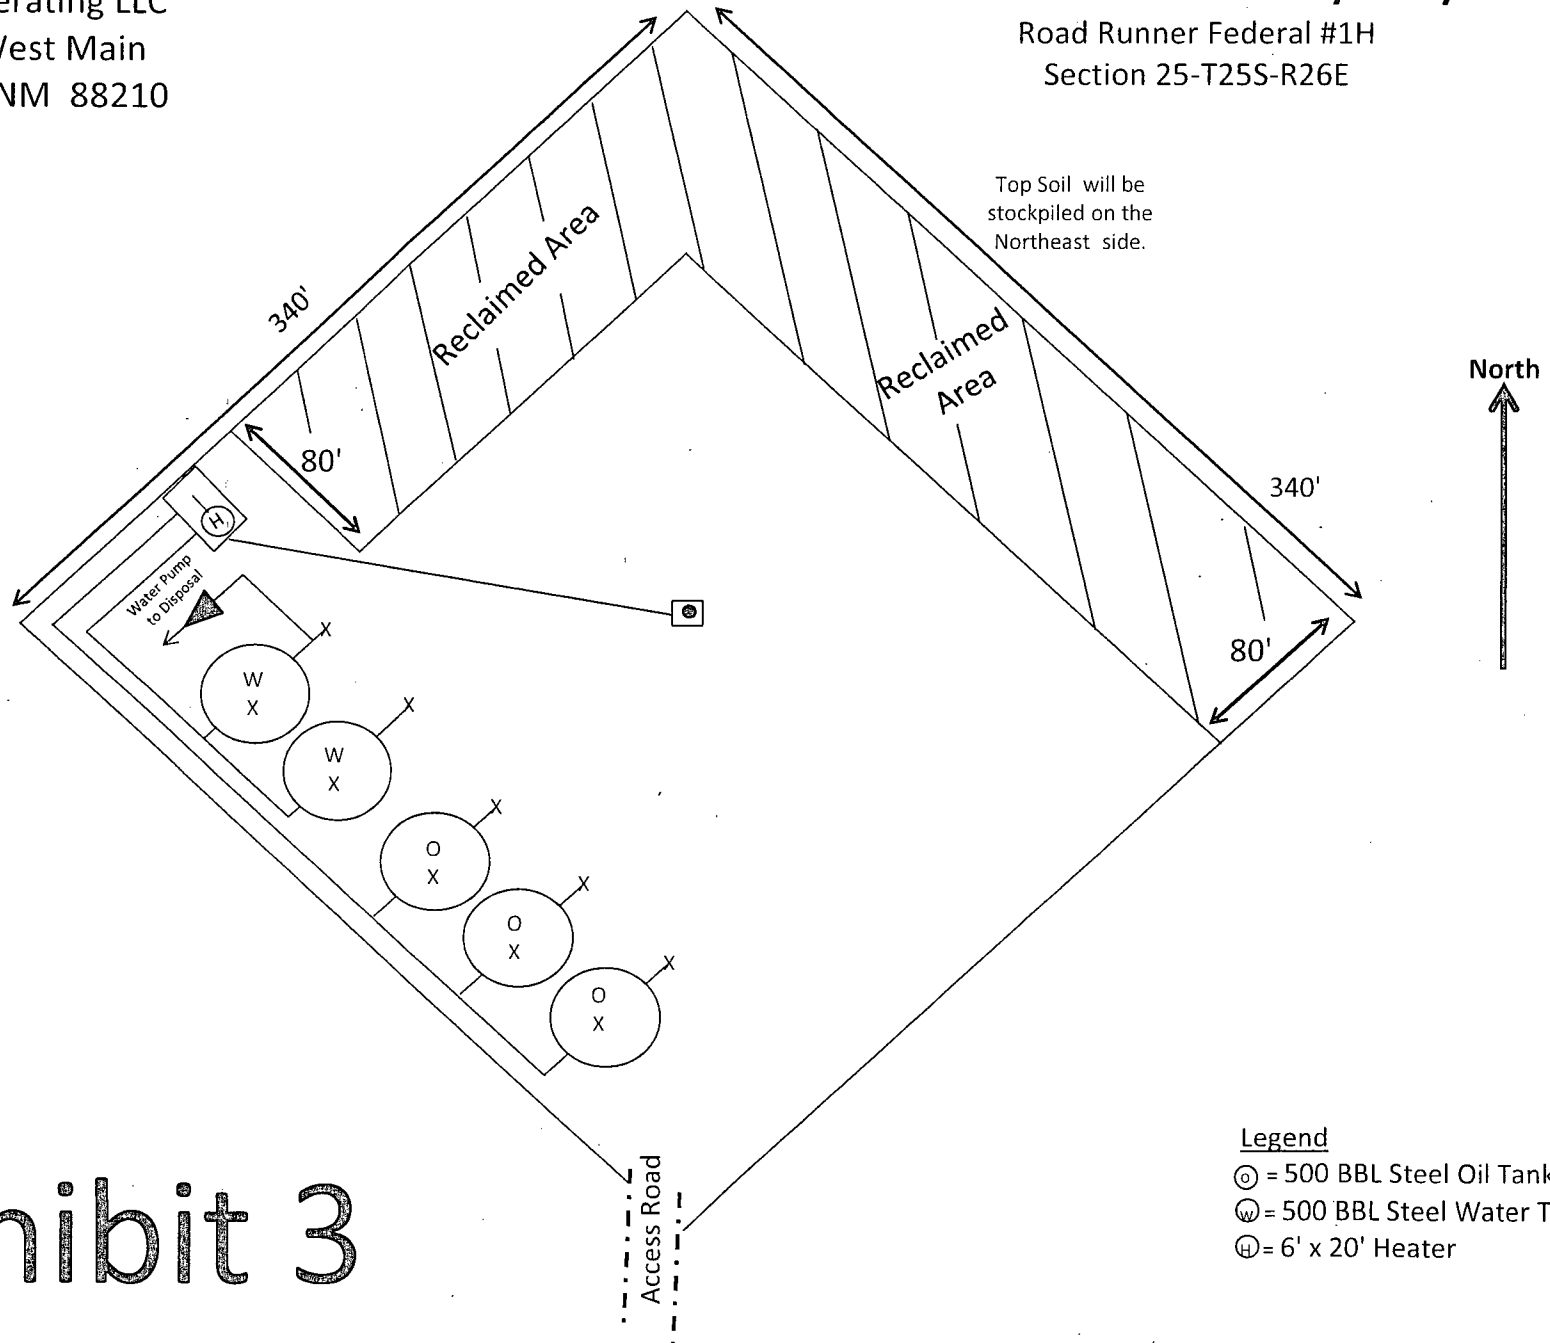 erating LLC
West Main
NM 88210
Road Runner Federal #1H
Section 25-T25S-R26E
Top Soil will be
stockpiled on the
Northeast side.
340'
Reclaimed Area
Reclaimed
Area
North
80'
340'
H
Water Pump
to Disposal
80'
X
W
X
X
W
X
X
O
X
X
O
X
X
O
X
Access Road
Legend
O = 500 BBL Steel Oil Tank
W = 500 BBL Steel Water T
H = 6' x 20' Heater
hibit 3